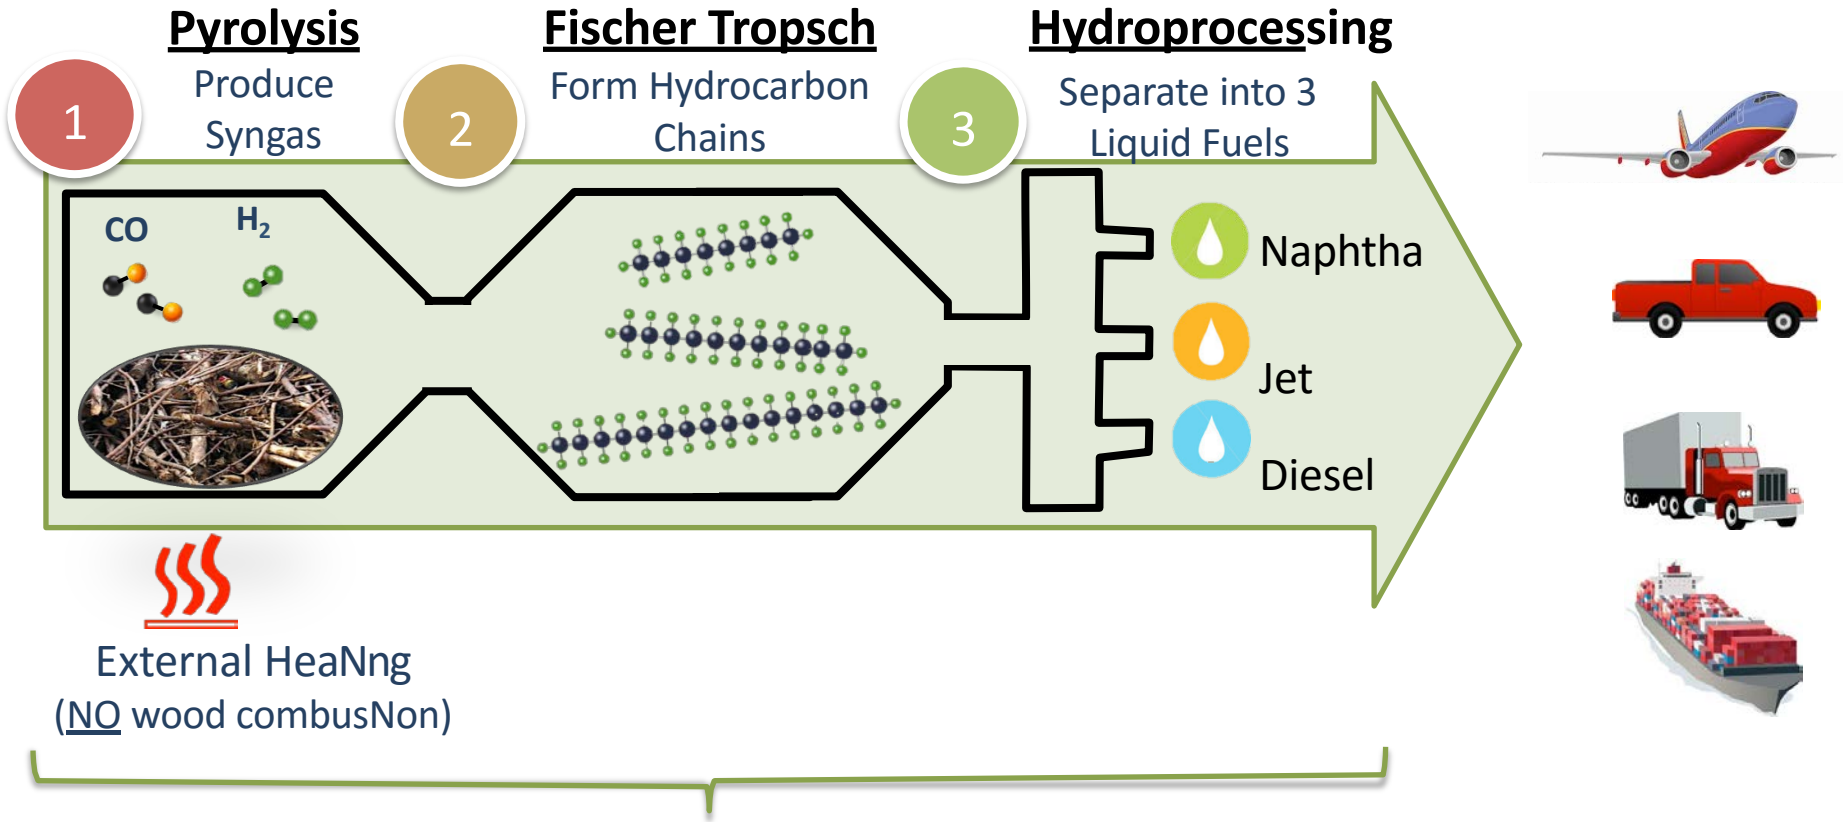 Pyrolysis
Produce
Syngas
Fischer Tropsch
Form Hydrocarbon
Chains
Hydroprocessing
Separate into 3
Liquid Fuels
1
2
3
CO
H₂
Naphtha
Jet
Diesel
External HeaNng
(NO wood combusNon)